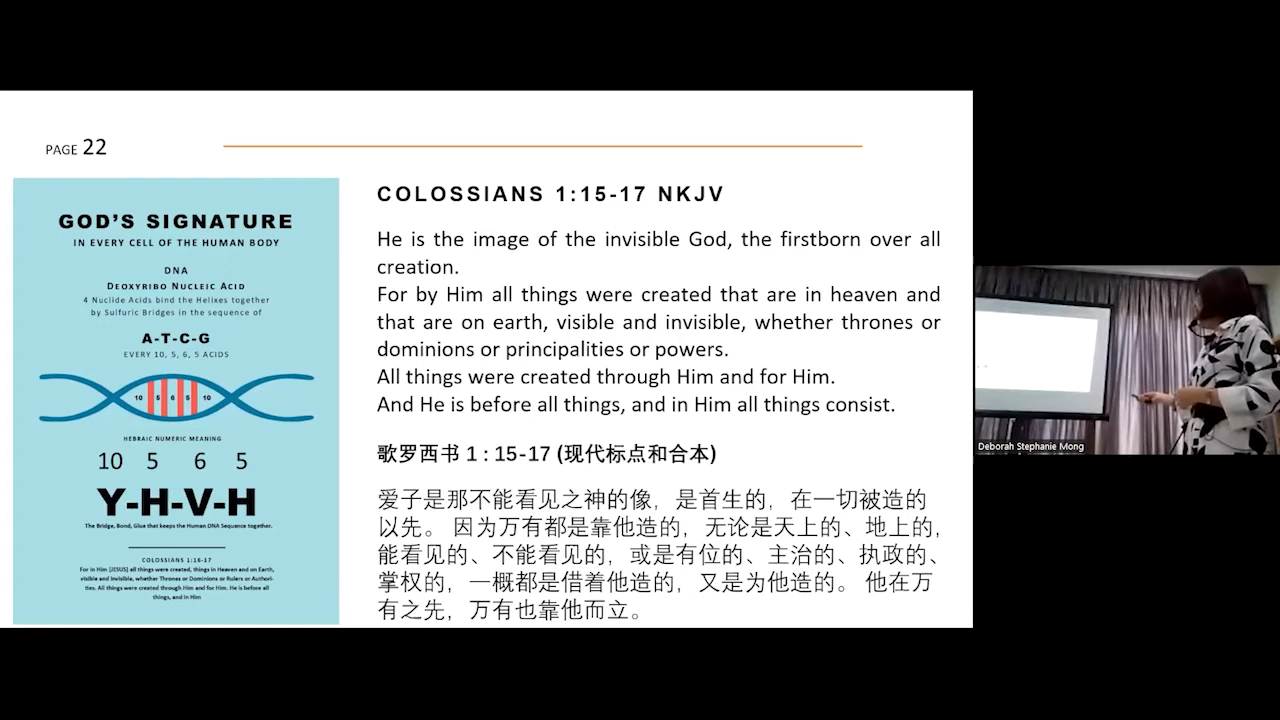 PAGE 22
GOD'S SIGNATURE
IN EVERY CELL OF THE HUMAN BODY
DNA
DEOXYRIBO NUCLEIC ACID
4 Nuclide Acids bind the Helixes together
by Sulfuric Bridges in the sequence of
A-T-C-G
EVERY 10, 5, 6, 5 ACIDS
10 5 6 5 10
HEBRAIC NUMERIC MEANING
10 5 6 5
Y-H-V-H
The Bridge, Bond, Glue that keeps the Human DNA Sequence together.
COLOSSIANS 1:16-17
For in Him [JESUS] all things were created, things in Heaven and on Earth,
visible and Invisible, whether Thrones or Dominions or Rulers or Authori-
ties. All things were created through Him and for Him. He is before all
things, and in Him
COLOSSIANS 1:15-17 NKJV
He is the image of the invisible God, the firstborn over all
creation.
For by Him all things were created that are in heaven and
that are on earth, visible and invisible, whether thrones or
dominions or principalities or powers.
All things were created through Him and for Him.
And He is before all things, and in Him all things consist.
歌罗西书 1 : 15-17 (现代标点和合本)
爱子是那不能看见之神的像，是首生的，在一切被造的
以先。 因为万有都是靠他造的，无论是天上的、地上的，
能看见的、不能看见的，或是有位的、主治的、执政的、
掌权的，一概都是借着他造的，又是为他造的。 他在万
有之先，万有也靠他而立。
Deborah Stephanie Mong